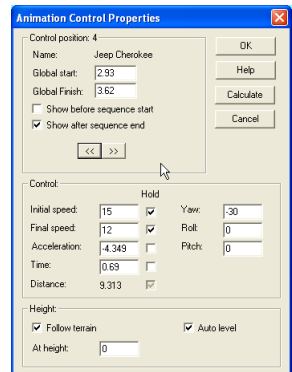 Animation Control Properties
Control position: 4
Name: Jeep Cherokee
Global start: 2.93
Global Finish: 3.62
Show before sequence start
Show after sequence end
<< >>
OK
Help
Calculate
Cancel
Control:
Hold
Initial speed: 15 Yaw: -30
Final speed: 12 Roll: 0
Acceleration: -4.349 Pitch: 0
Time: 0.69
Distance: 9.313
Height:
Follow terrain Auto level
At height: 0